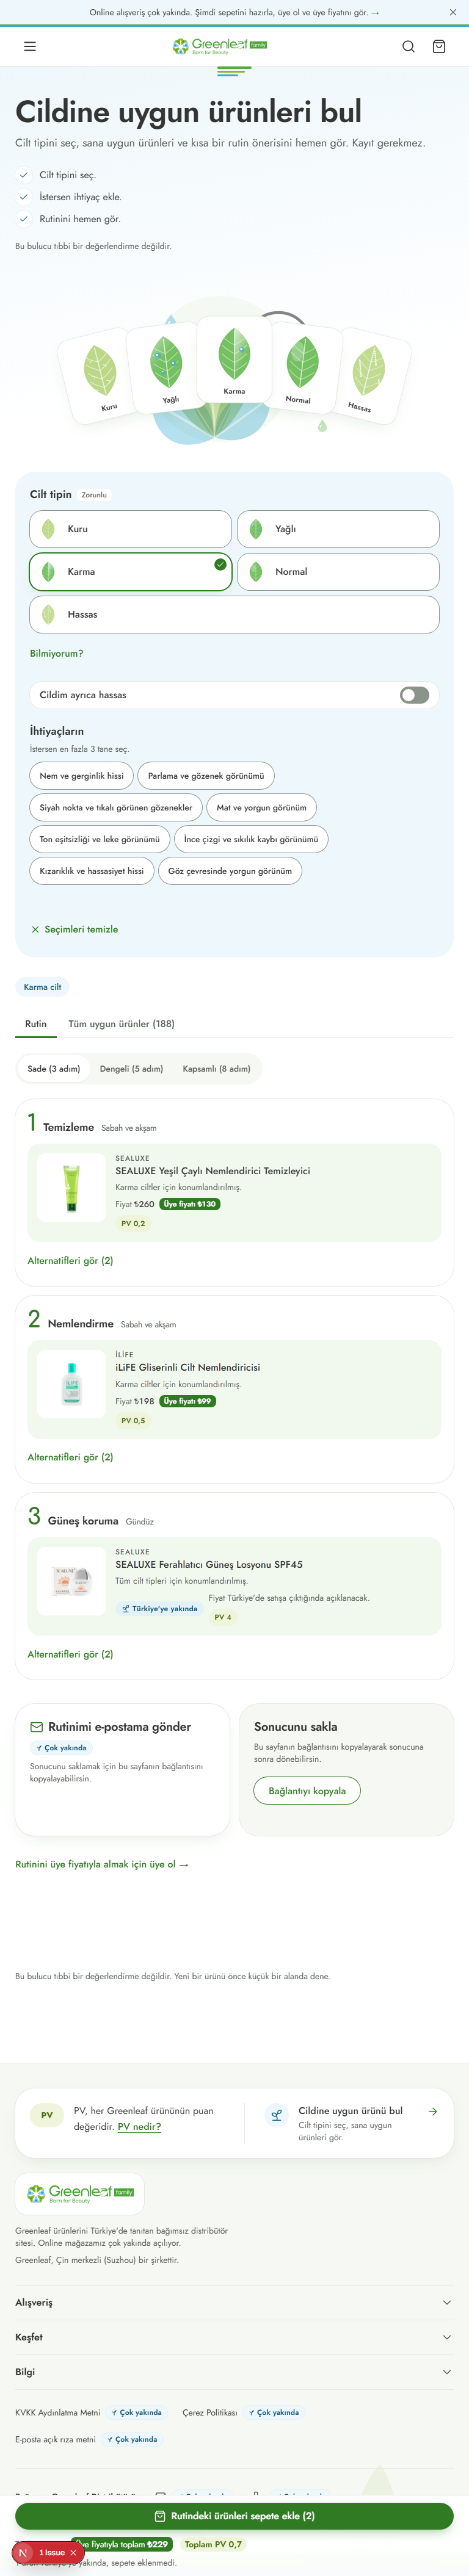 Online alışveriş çok yakında. Şimdi sepetini hazırla, üye ol ve üye fiyatını gör. →
Greenleaf family
Cildine uygun ürünleri bul
Cilt tipini seç, sana uygun ürünleri ve kısa bir rutin önerisini hemen gör. Kayıt gerekmez.
Cilt tipini seç.
İstersen ihtiyaç ekle.
Rutinini hemen gör.
Bu bulucu tıbbi bir değerlendirme değildir.
Kuru
Yağlı
Karma
Normal
Hassas
Cilt tipin Zorunlu
Kuru
Yağlı
Karma
Normal
Hassas
Bilmiyorum?
Cildim ayrıca hassas
İhtiyaçların
İstersen en fazla 3 tane seç.
Nem ve gerginlik hissi
Parlama ve gözenek görünümü
Siyah nokta ve tıkalı görünen gözenekler
Mat ve yorgun görünüm
Ton eşitsizliği ve leke görünümü
İnce çizgi ve sıkılık kaybı görünümü
Kızarıklık ve hassasiyet hissi
Göz çevresinde yorgun görünüm
Seçimleri temizle
Karma cilt
Rutin
Tüm uygun ürünler (188)
Sade (3 adım)
Dengeli (5 adım)
Kapsamlı (8 adım)
1 Temizleme Sabah ve akşam
SEALUXE
SEALUXE Yeşil Çaylı Nemlendirici Temizleyici
Karma ciltler için konumlandırılmış.
Fiyat ₺260 Üye fiyatı ₺130
PV 0,2
Alternatifleri gör (2)
2 Nemlendirme Sabah ve akşam
İLİFE
iLiFE Gliserinli Cilt Nemlendiricisi
Karma ciltler için konumlandırılmış.
Fiyat ₺198 Üye fiyatı ₺99
PV 0,5
Alternatifleri gör (2)
3 Güneş koruma Gündüz
SEALUXE
SEALUXE Ferahlatıcı Güneş Losyonu SPF45
Tüm cilt tipleri için konumlandırılmış.
Türkiye'ye yakında
Fiyat Türkiye'de satışa çıktığında açıklanacak.
PV 4
Alternatifleri gör (2)
Rutinimi e-postama gönder
Çok yakında
Sonucunu saklamak için bu sayfanın bağlantısını
kopyalayabilirsin.
Sonucunu sakla
Bu sayfanın bağlantısını kopyalayarak sonucuna
sonra dönebilirsin.
Bağlantıyı kopyala
Rutinini üye fiyatıyla almak için üye ol →
Bu bulucu tıbbi bir değerlendirme değildir. Yeni bir ürünü önce küçük bir alanda dene.
PV
PV, her Greenleaf ürününün puan
değeridir. PV nedir?
Cildine uygun ürünü bul
Cilt tipini seç, sana uygun
ürünleri gör.
Greenleaf family
Born for Beauty
Greenleaf ürünlerini Türkiye'de tanıtan bağımsız distribütör
sitesi. Online mağazamız çok yakında açılıyor.
Greenleaf, Çin merkezli (Suzhou) bir şirkettir.
Alışveriş
Keşfet
Bilgi
KVKK Aydınlatma Metni Çok yakında
Çerez Politikası Çok yakında
E-posta açık rıza metni Çok yakında
Rutindeki ürünleri sepete ekle (2)
fiyatıyla toplam ₺229 Toplam PV 0,7
N 1 Issue
yakında, sepete eklenmedi.